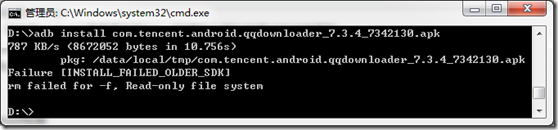 管理员: C:\Windows\system32\cmd.exe
D:\>adb install com.tencent.android.qqdownloader_7.3.4_7342130.apk
787 KB/s (8672052 bytes in 10.756s)
        pkg: /data/local/tmp/com.tencent.android.qqdownloader_7.3.4_7342130.apk
Failure [INSTALL_FAILED_OLDER_SDK]
rm failed for -f, Read-only file system
D:\>